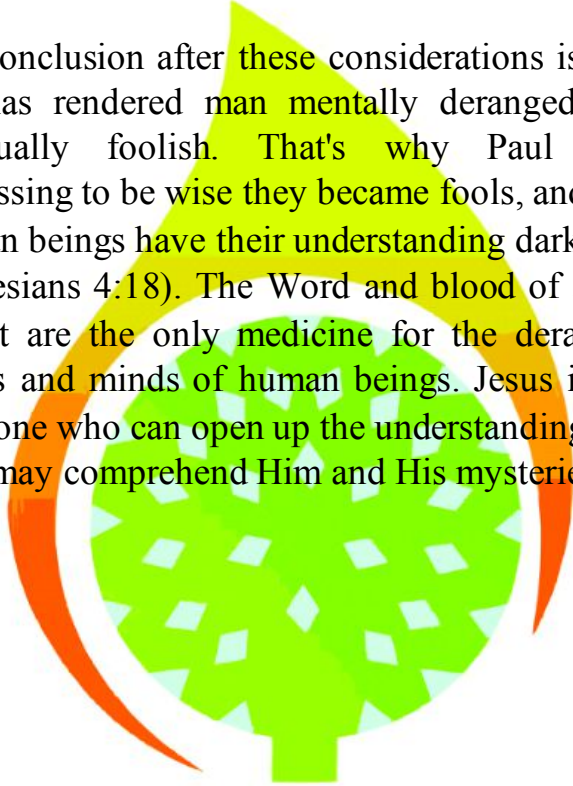 onclusion after these considerations is
as rendered man mentally deranged
ually foolish. That's why Paul
ssing to be wise they became fools, and
n beings have their understanding dark
esians 4:18). The Word and blood of
t are the only medicine for the dera
s and minds of human beings. Jesus i
one who can open up the understanding
may comprehend Him and His mysterie